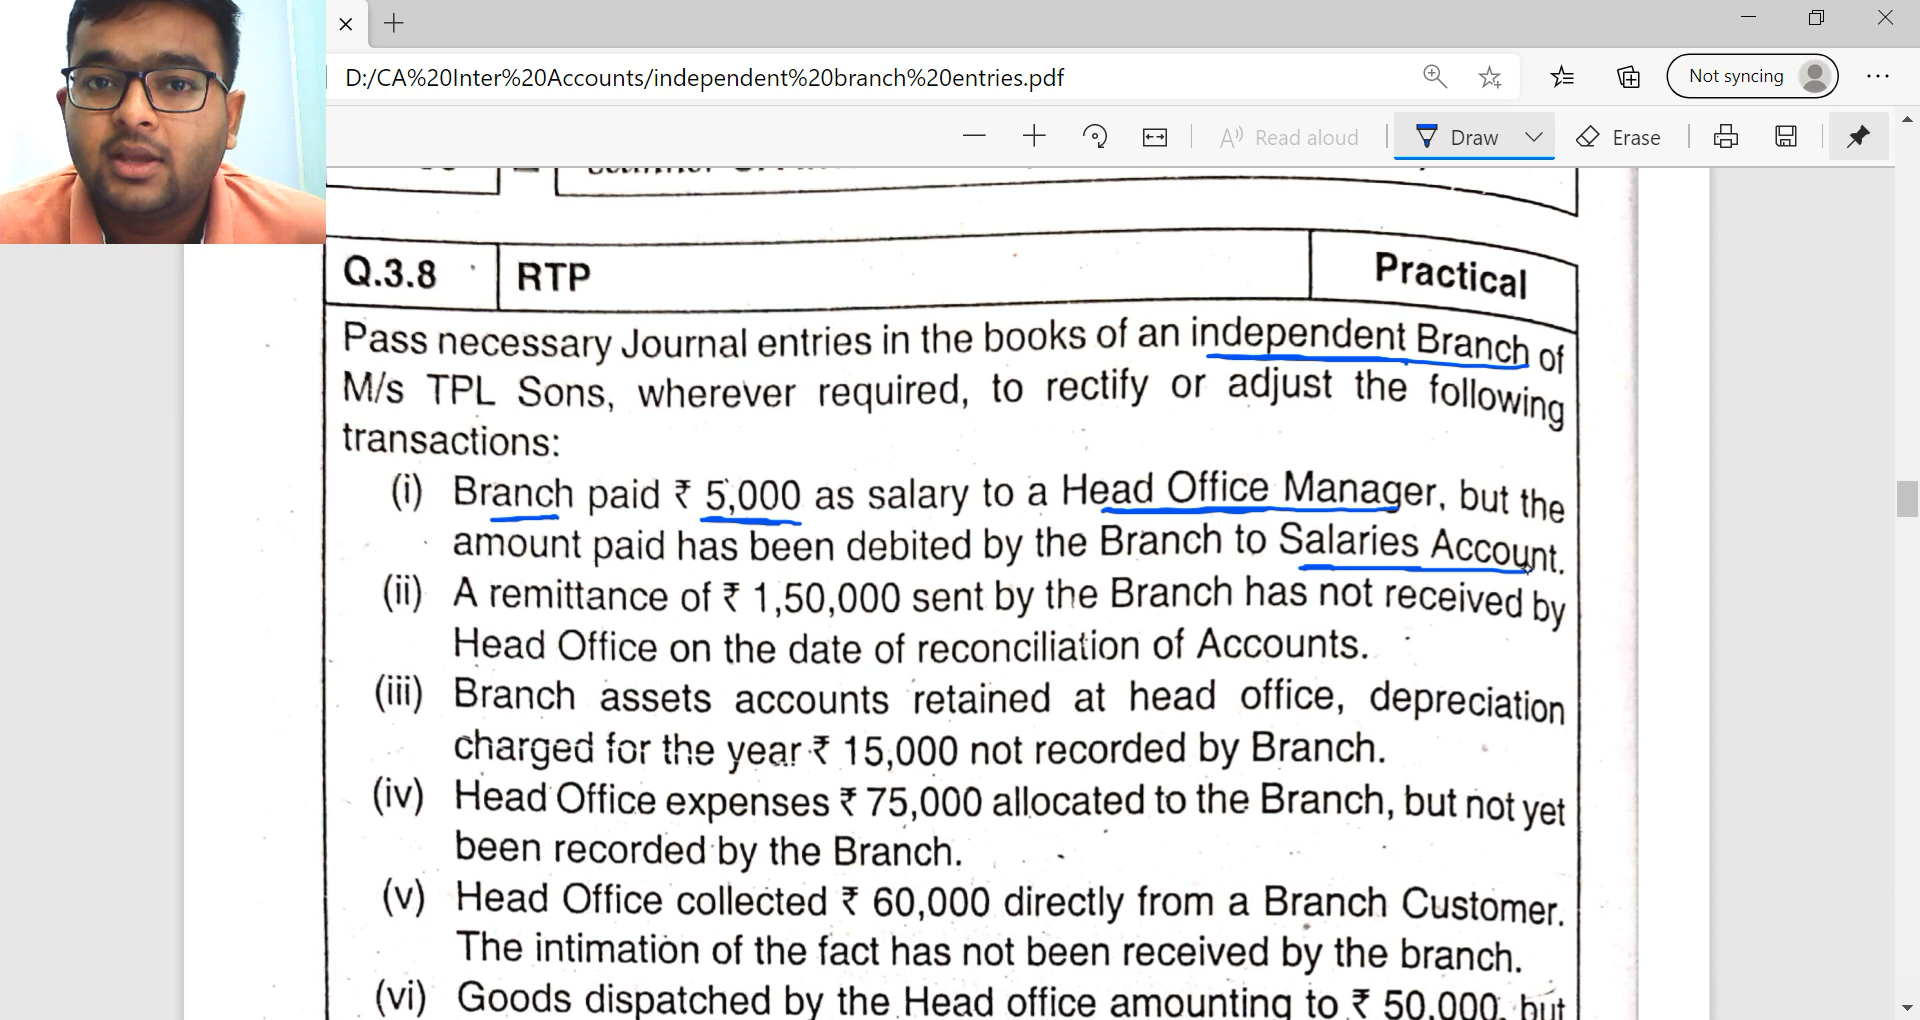 D:/CA%20Inter%20Accounts/independent%20branch%20entries.pdf
Not syncing
Read aloud
Draw
Erase
Q.3.8 RTP Practical
Pass necessary Journal entries in the books of an independent Branch of
M/s TPL Sons, wherever required, to rectify or adjust the following
transactions:
(i) Branch paid ₹ 5,000 as salary to a Head Office Manager, but the
amount paid has been debited by the Branch to Salaries Account.
(ii) A remittance of ₹ 1,50,000 sent by the Branch has not received by
Head Office on the date of reconciliation of Accounts.
(iii) Branch assets accounts retained at head office, depreciation
charged for the year ₹ 15,000 not recorded by Branch.
(iv) Head Office expenses ₹ 75,000 allocated to the Branch, but not yet
been recorded by the Branch.
(v) Head Office collected ₹ 60,000 directly from a Branch Customer.
The intimation of the fact has not been received by the branch.
(vi) Goods dispatched by the Head office amounting to ₹ 50,000, but